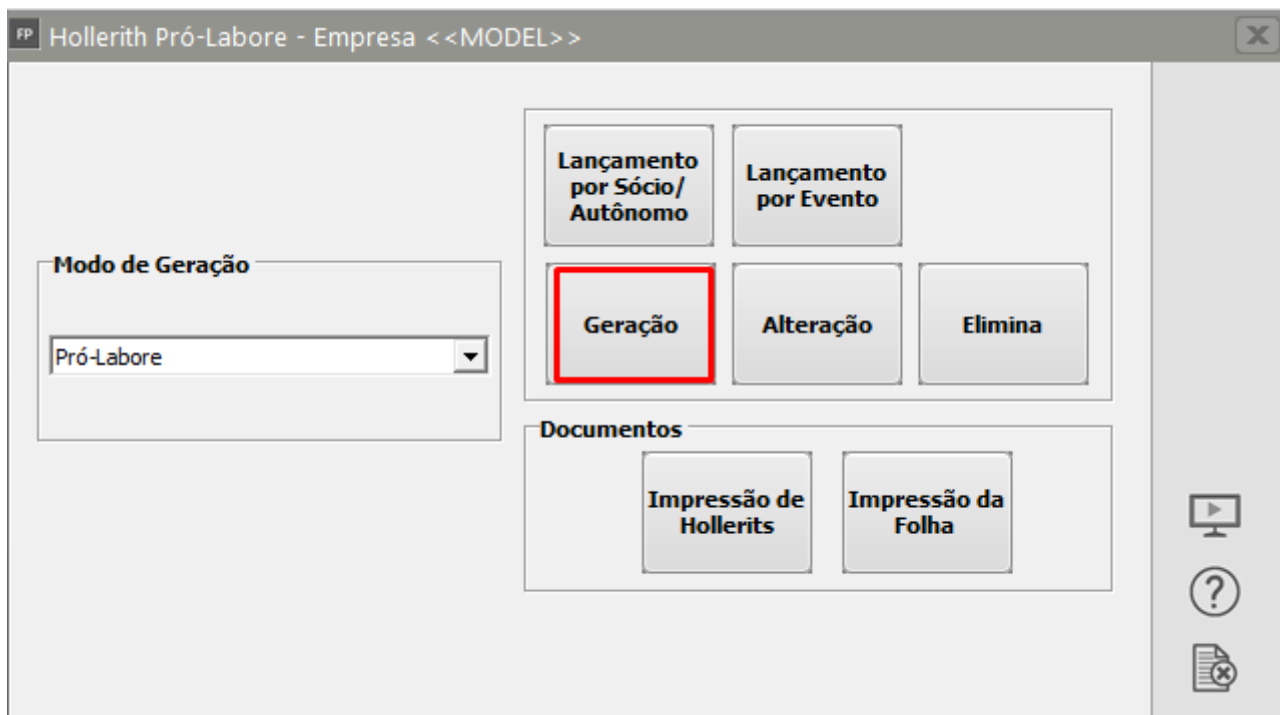 FP Hollerith Pró-Labore - Empresa <<MODEL>>
Lançamento
por Sócio/
Autônomo
Lançamento
por Evento
Modo de Geração
Pró-Labore
Geração
Alteração
Elimina
Documentos
Impressão de
Hollerits
Impressão da
Folha